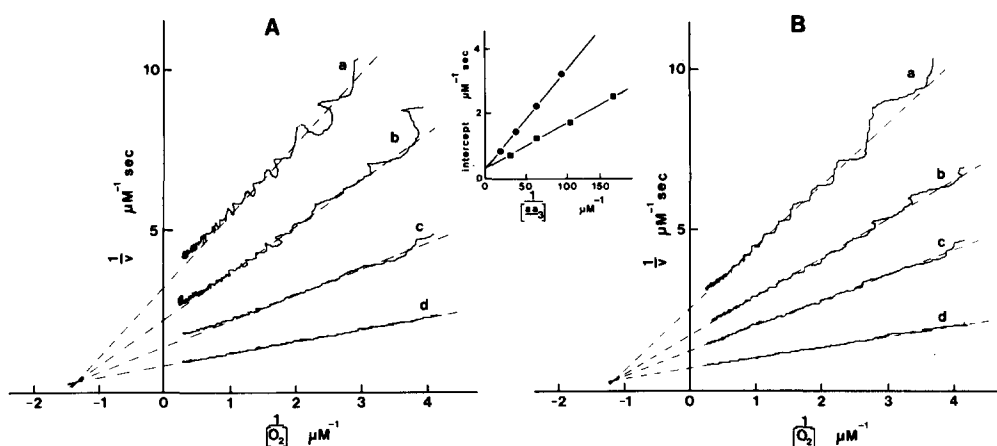 A
B
10
5
μM⁻¹ sec
1
v
a
b
c
d
-2
-1
0
1
2
3
4
1
[O₂]
μM⁻¹
4
2
0
intercept
μM⁻¹ sec
0
50
100
150
1
[aa₃]
μM⁻¹
10
5
μM⁻¹ sec
1
v
a
b
c
d
-2
-1
0
1
2
3
4
1
[O₂]
μM⁻¹